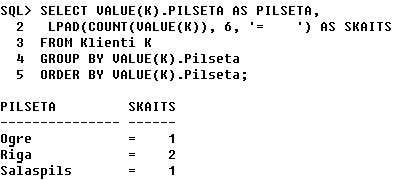 SQL> SELECT VALUE(K).PILSETA AS PILSETA,
  2   LPAD(COUNT(VALUE(K)), 6, '=    ') AS SKAITS
  3  FROM Klienti K
  4  GROUP BY VALUE(K).Pilseta
  5  ORDER BY VALUE(K).Pilseta;

PILSETA         SKAITS
--------------- ------
Ogre            =    1
Riga            =    2
Salaspils       =    1